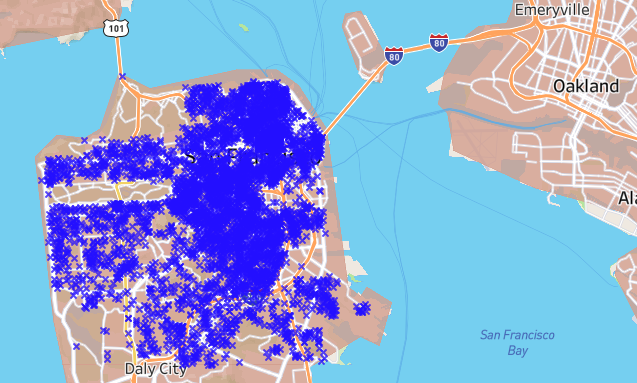 Emeryville
101
80
80
Oakland
Ala
San Francisco
Bay
Daly City